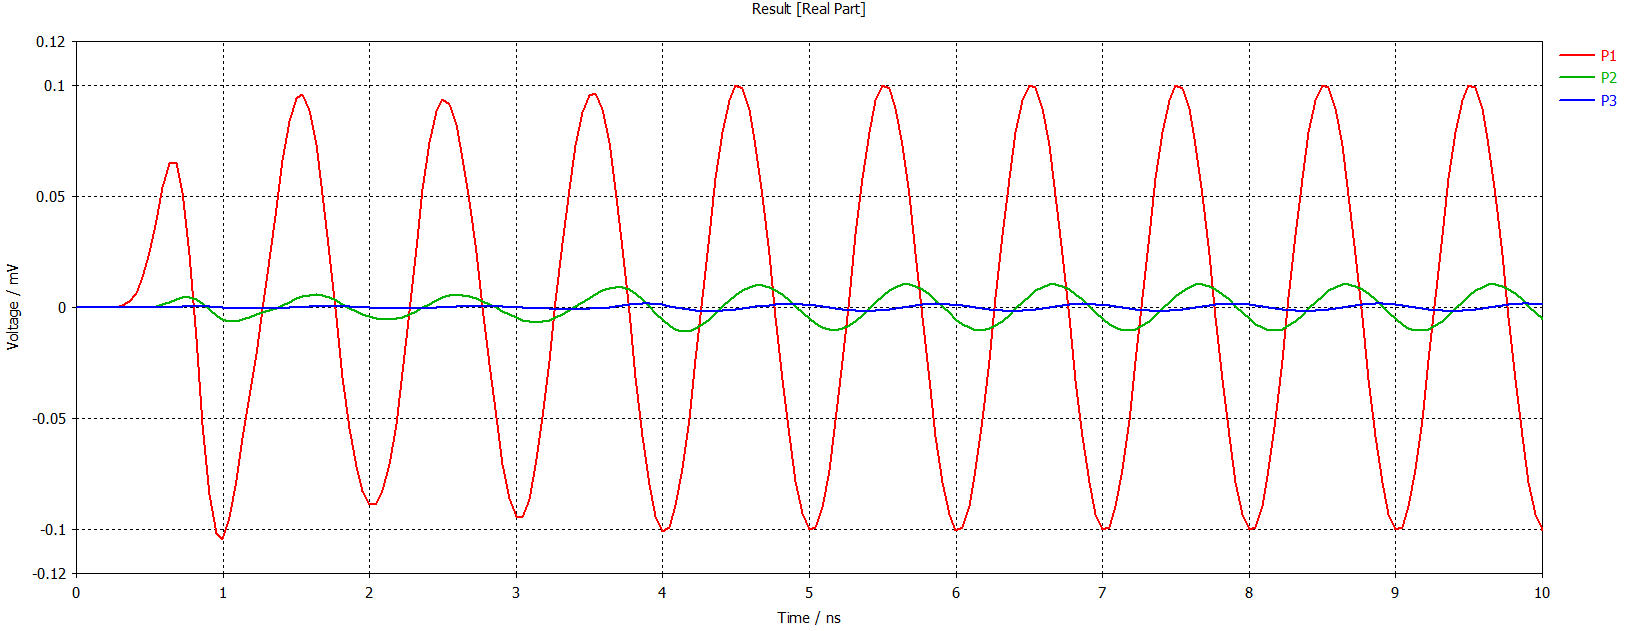 Result [Real Part]
0.12
0.1
0.05
0
-0.05
-0.1
-0.12
Voltage / mV
0 1 2 3 4 5 6 7 8 9 10
Time / ns
P1
P2
P3